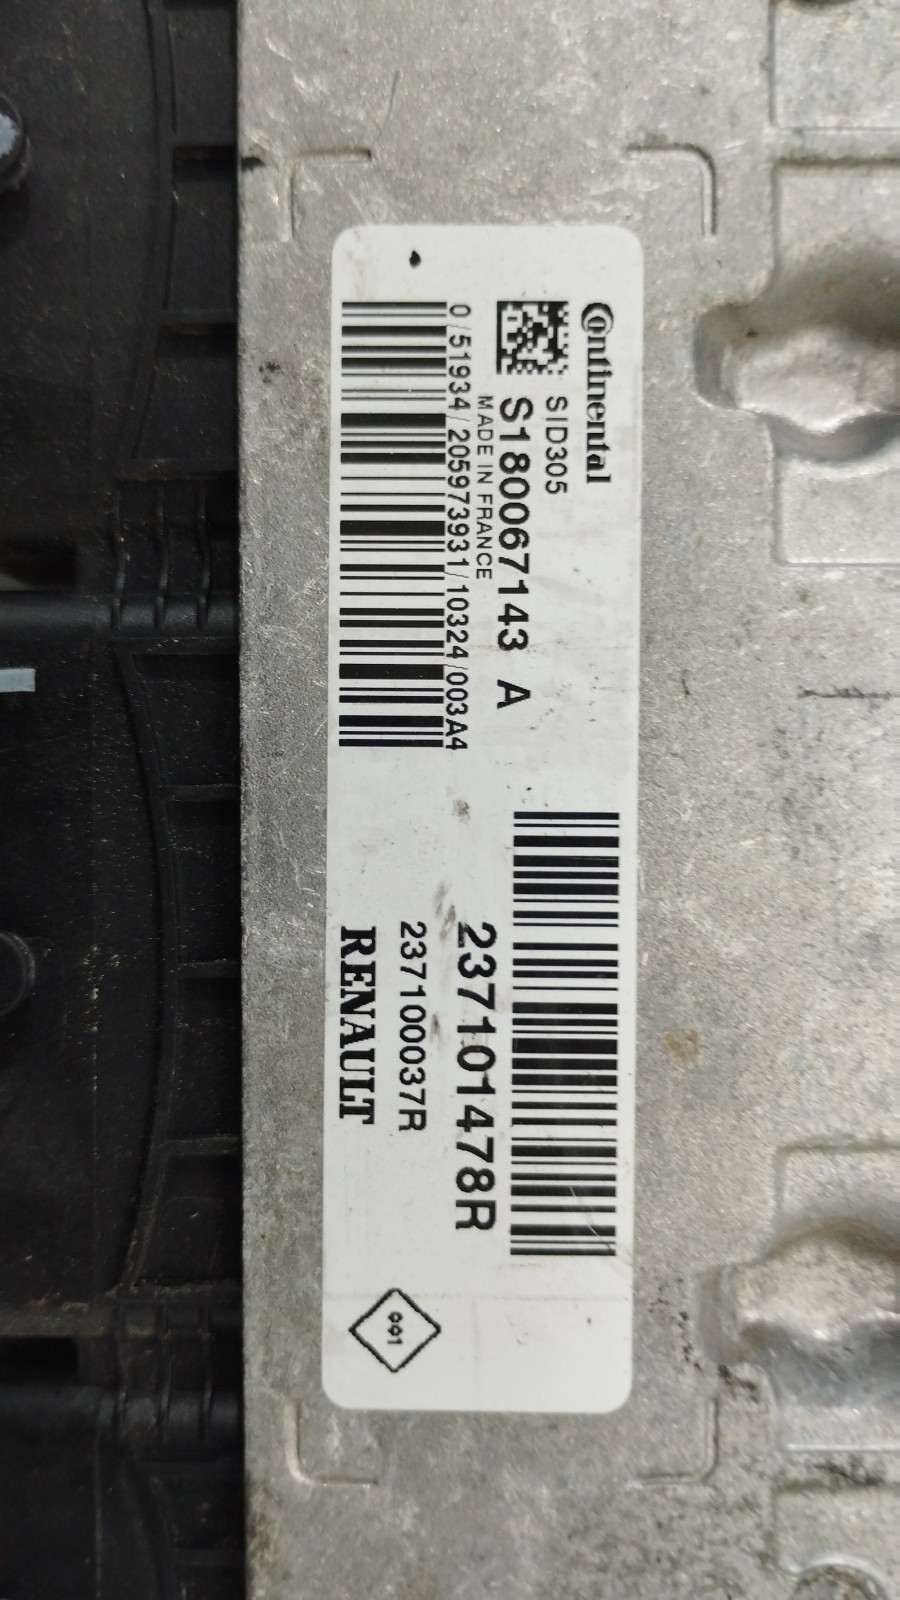 Continental
SID305
S180067143 A
MADE IN FRANCE
0/51934/205973931/10324/003A4
237101478R
237100037R
RENAULT
001